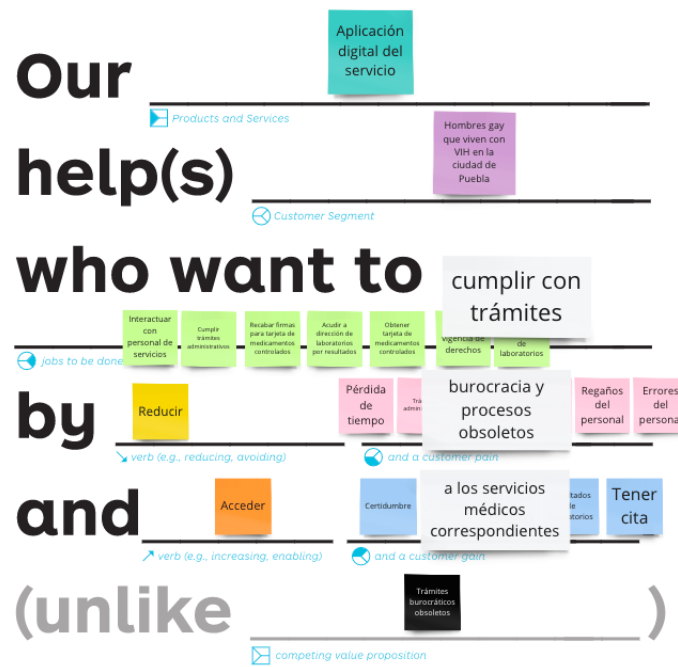 Our
Aplicación
digital del
servicio
Products and Services
help(s)
Hombres gay
que viven con
VIH en la
ciudad de
Puebla
Customer Segment
who want to
cumplir con
trámites
Interactuar
con
personal de
servicios
Cumplir
trámites
administrativos
Recabar firmas
para tarjeta de
medicamentos
controlados
Acudir a
dirección de
laboratorios
por resultados
Obtener
tarjeta de
medicamentos
controlados
vigencia de
derechos
de
laboratorios
jobs to be done
by
Reducir
verb (e.g., reducing, avoiding)
Pérdida
de
tiempo
burocracia y
procesos
obsoletos
Regaños
del
personal
Errores
del
and a customer pain
and
Acceder
verb (e.g., increasing, enabling)
Certidumbre
a los servicios
médicos
correspondientes
Tener
cita
and a customer gain
(unlike
Trámites
burocráticos
obsoletos
)
competing value proposition